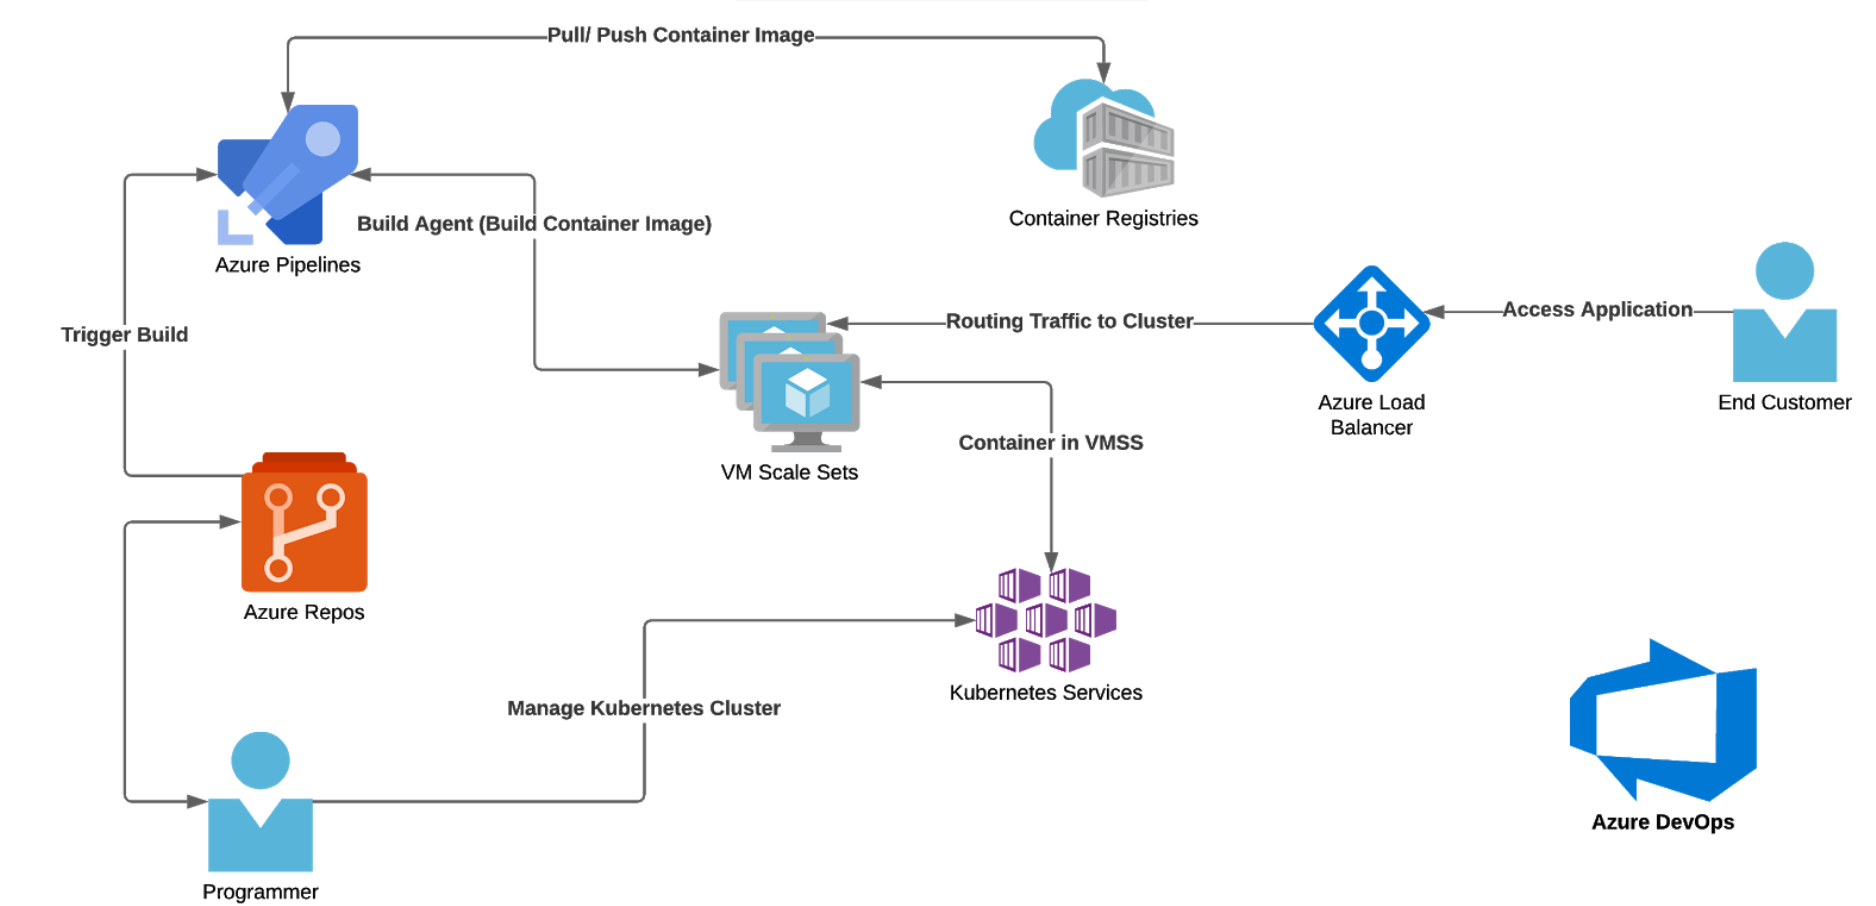 Pull/ Push Container Image
Container Registries
Build Agent (Build Container Image)
Azure Pipelines
Trigger Build
Routing Traffic to Cluster
Access Application
Azure Load
Balancer
End Customer
Container in VMSS
VM Scale Sets
Azure Repos
Kubernetes Services
Manage Kubernetes Cluster
Azure DevOps
Programmer